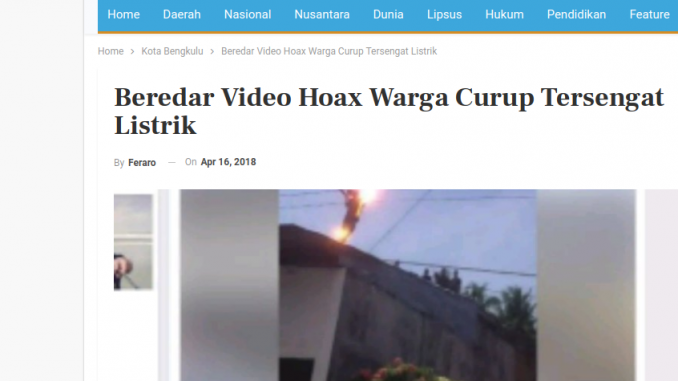 Home Daerah Nasional Nusantara Dunia Lipsus Hukum Pendidikan Feature
Home > Kota Bengkulu > Beredar Video Hoax Warga Curup Tersengat Listrik
Beredar Video Hoax Warga Curup Tersengat
Listrik
By Feraro — On Apr 16, 2018